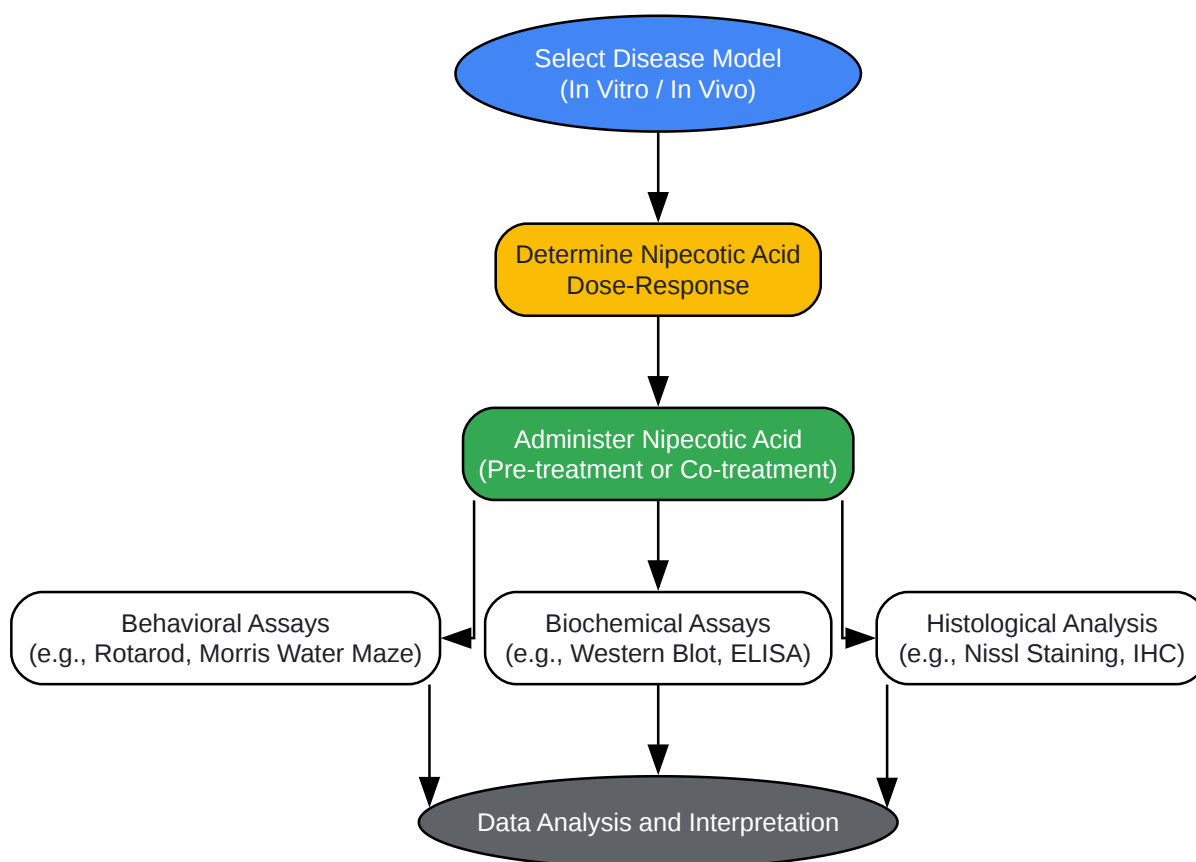 Select Disease Model
(In Vitro / In Vivo)
Determine Nipecotic Acid
Dose-Response
Administer Nipecotic Acid
(Pre-treatment or Co-treatment)
Behavioral Assays
(e.g., Rotarod, Morris Water Maze)
Biochemical Assays
(e.g., Western Blot, ELISA)
Histological Analysis
(e.g., Nissl Staining, IHC)
Data Analysis and Interpretation